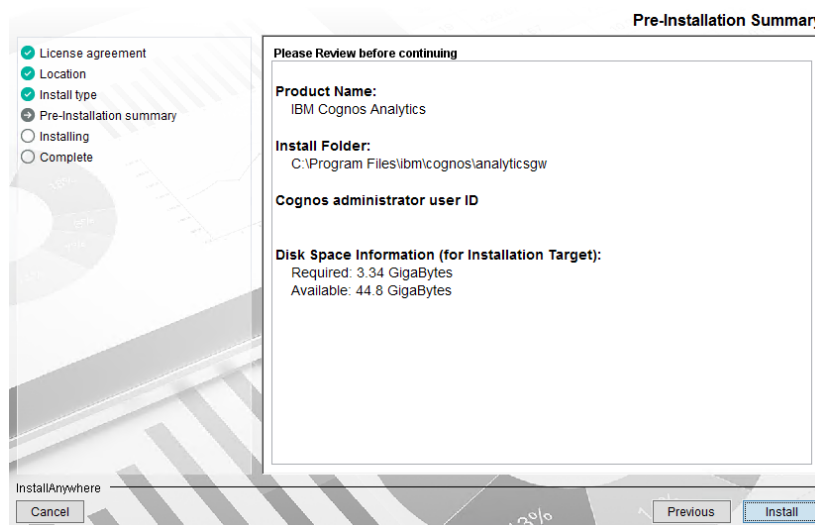 Pre-Installation Summary
License agreement
Location
Install type
Pre-Installation summary
Installing
Complete
Please Review before continuing
Product Name:
IBM Cognos Analytics
Install Folder:
C:\Program Files\ibm\cognos\analyticsgw
Cognos administrator user ID
Disk Space Information (for Installation Target):
Required: 3.34 GigaBytes
Available: 44.8 GigaBytes
InstallAnywhere
Cancel
Previous
Install